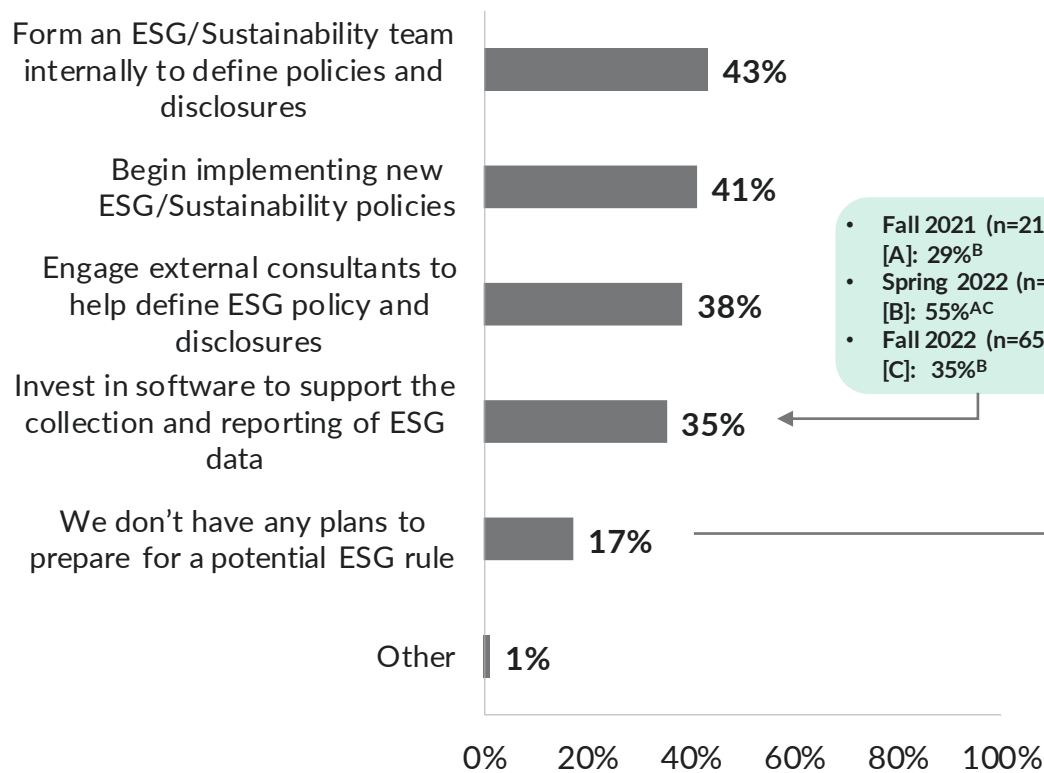 Form an ESG/Sustainability team
internally to define policies and
disclosures
43%
Begin implementing new
ESG/Sustainability policies
41%
Engage external consultants to
help define ESG policy and
disclosures
38%
Invest in software to support the
collection and reporting of ESG
data
35%
• Fall 2021 (n=21
[A]: 29%ᴮ
• Spring 2022 (n=
[B]: 55%ᴬᶜ
• Fall 2022 (n=65
[C]: 35%ᴮ
We don’t have any plans to
prepare for a potential ESG rule
17%
Other
1%
0% 20% 40% 60% 80% 100%